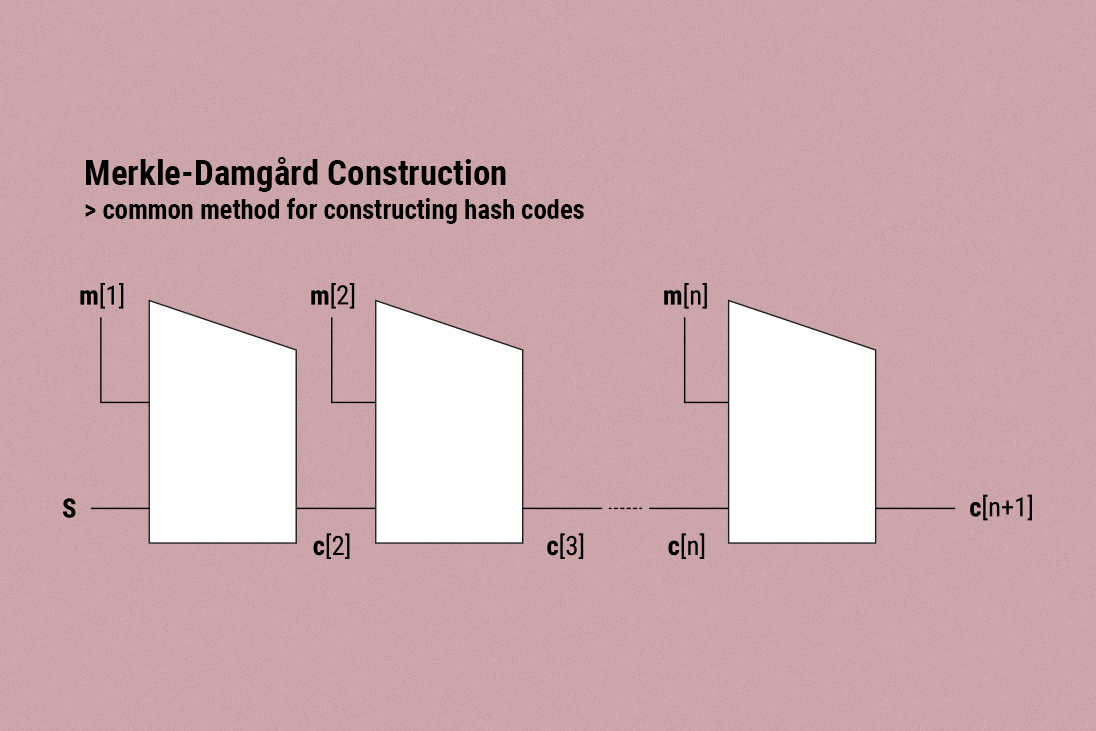 Merkle-Damgård Construction
> common method for constructing hash codes
m[1]
m[2]
m[n]
S
c[n+1]
c[2]
c[3]
c[n]